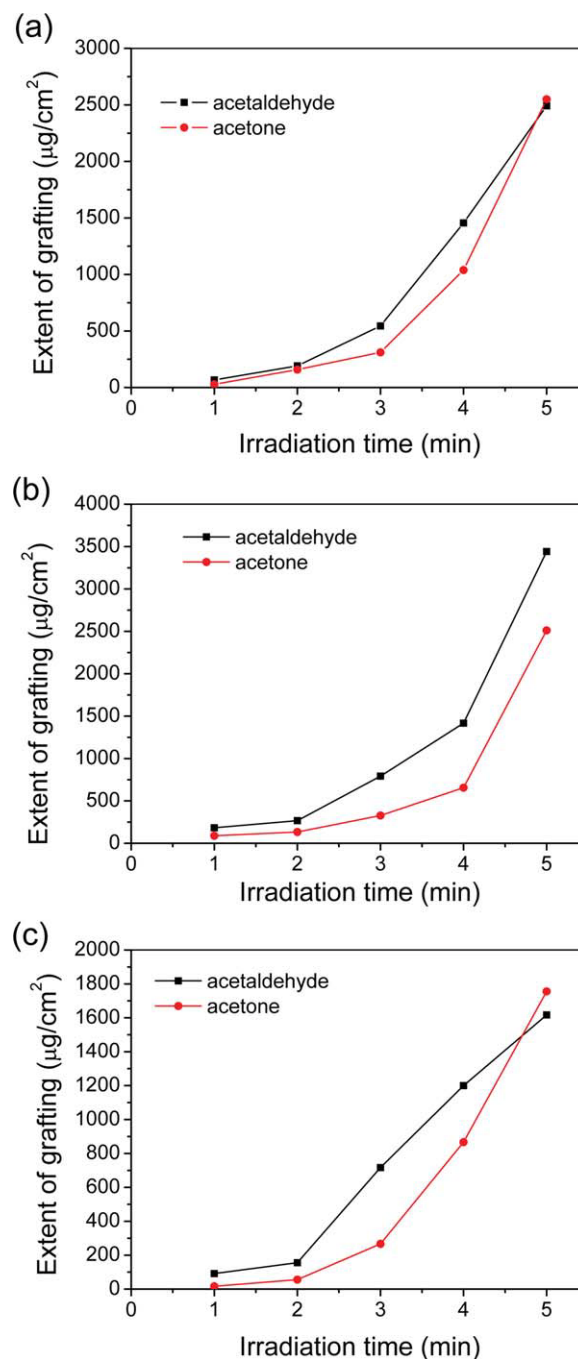 (a)
3000
2500
2000
1500
1000
500
0
acetaldehyde
acetone
Extent of grafting (μg/cm²)
0 1 2 3 4 5
Irradiation time (min)
(b)
4000
3500
3000
2500
2000
1500
1000
500
0
acetaldehyde
acetone
Extent of grafting (μg/cm²)
0 1 2 3 4 5
Irradiation time (min)
(c)
2000
1800
1600
1400
1200
1000
800
600
400
200
0
acetaldehyde
acetone
Extent of grafting (μg/cm²)
0 1 2 3 4 5
Irradiation time (min)